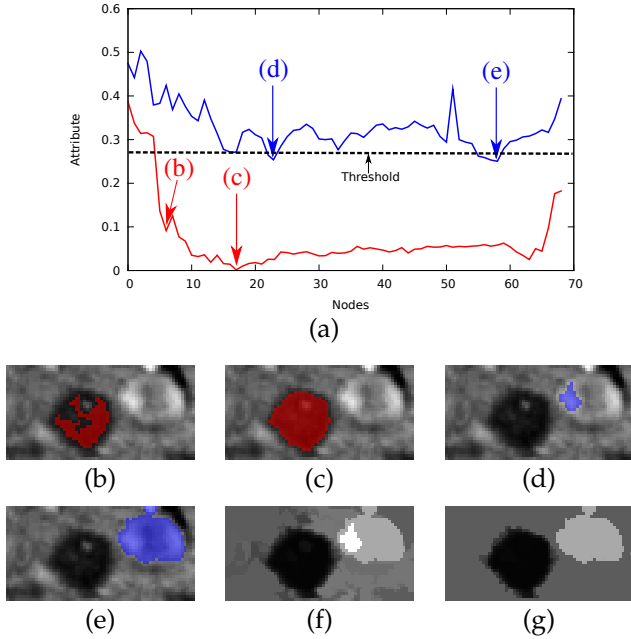 0.6
0.5
0.4
0.3
0.2
0.1
0
Attribute
(d)
(e)
Threshold
(b)
(c)
0 10 20 30 40 50 60 70
Nodes
(a)
(b) (c) (d)
(e) (f) (g)